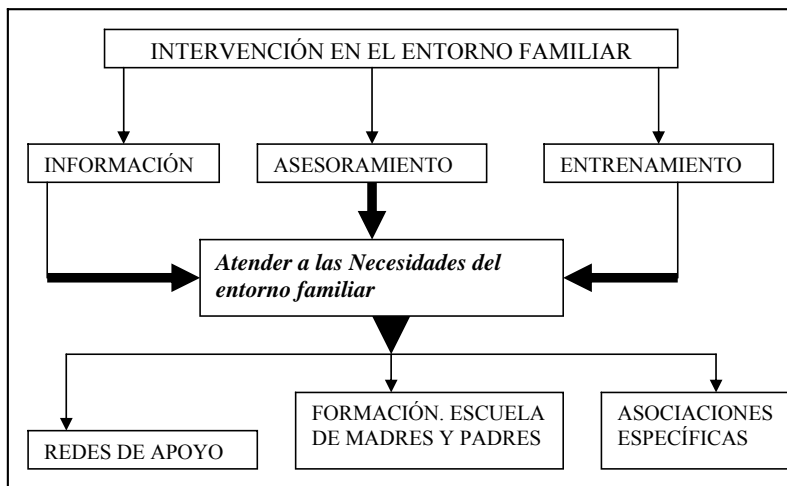 INTERVENCIÓN EN EL ENTORNO FAMILIAR
INFORMACIÓN
ASESORAMIENTO
ENTRENAMIENTO
Atender a las Necesidades del
entorno familiar
REDES DE APOYO
FORMACIÓN. ESCUELA
DE MADRES Y PADRES
ASOCIACIONES
ESPECÍFICAS